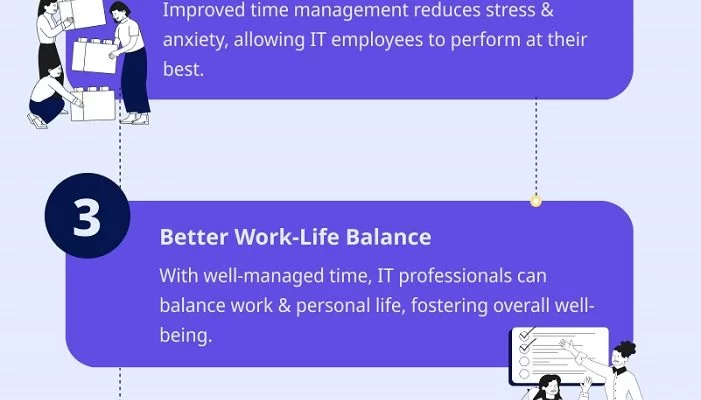 Improved time management reduces stress &
anxiety, allowing IT employees to perform at their
best.
3
Better Work-Life Balance
With well-managed time, IT professionals can
balance work & personal life, fostering overall well-
being.